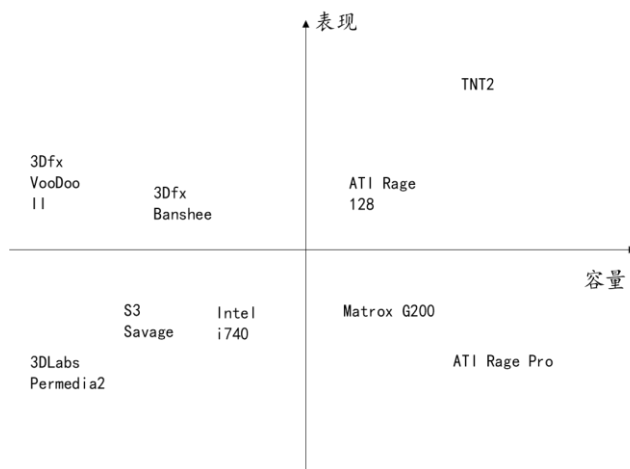 表现
TNT2
3Dfx
VooDoo
II
3Dfx
Banshee
ATI Rage
128
容量
S3
Savage
Intel
i740
Matrox G200
3DLabs
Permedia2
ATI Rage Pro